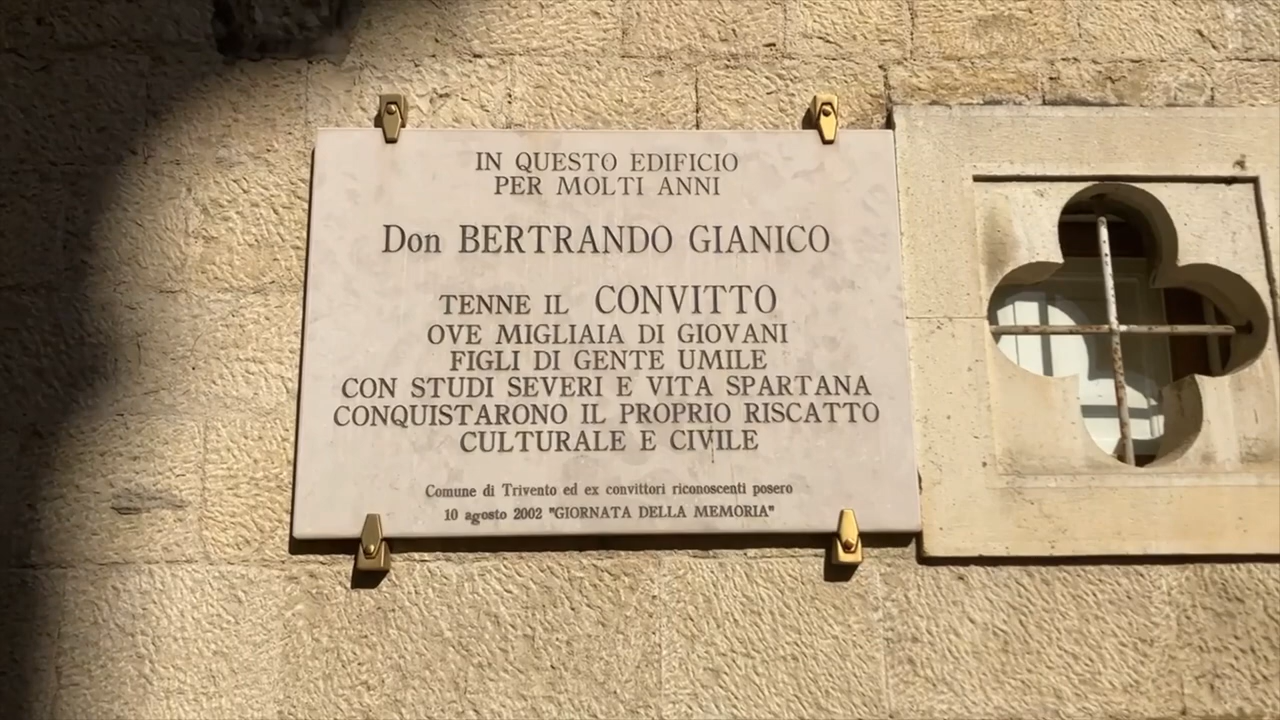 IN QUESTO EDIFICIO
PER MOLTI ANNI
Don BERTRANDO GIANICO
TENNE IL CONVITTO
OVE MIGLIAIA DI GIOVANI
FIGLI DI GENTE UMILE
CON STUDI SEVERI E VITA SPARTANA
CONQUISTARONO IL PROPRIO RISCATTO
CULTURALE E CIVILE
Comune di Trivento ed ex convittori riconoscenti posero
10 agosto 2002 "GIORNATA DELLA MEMORIA"